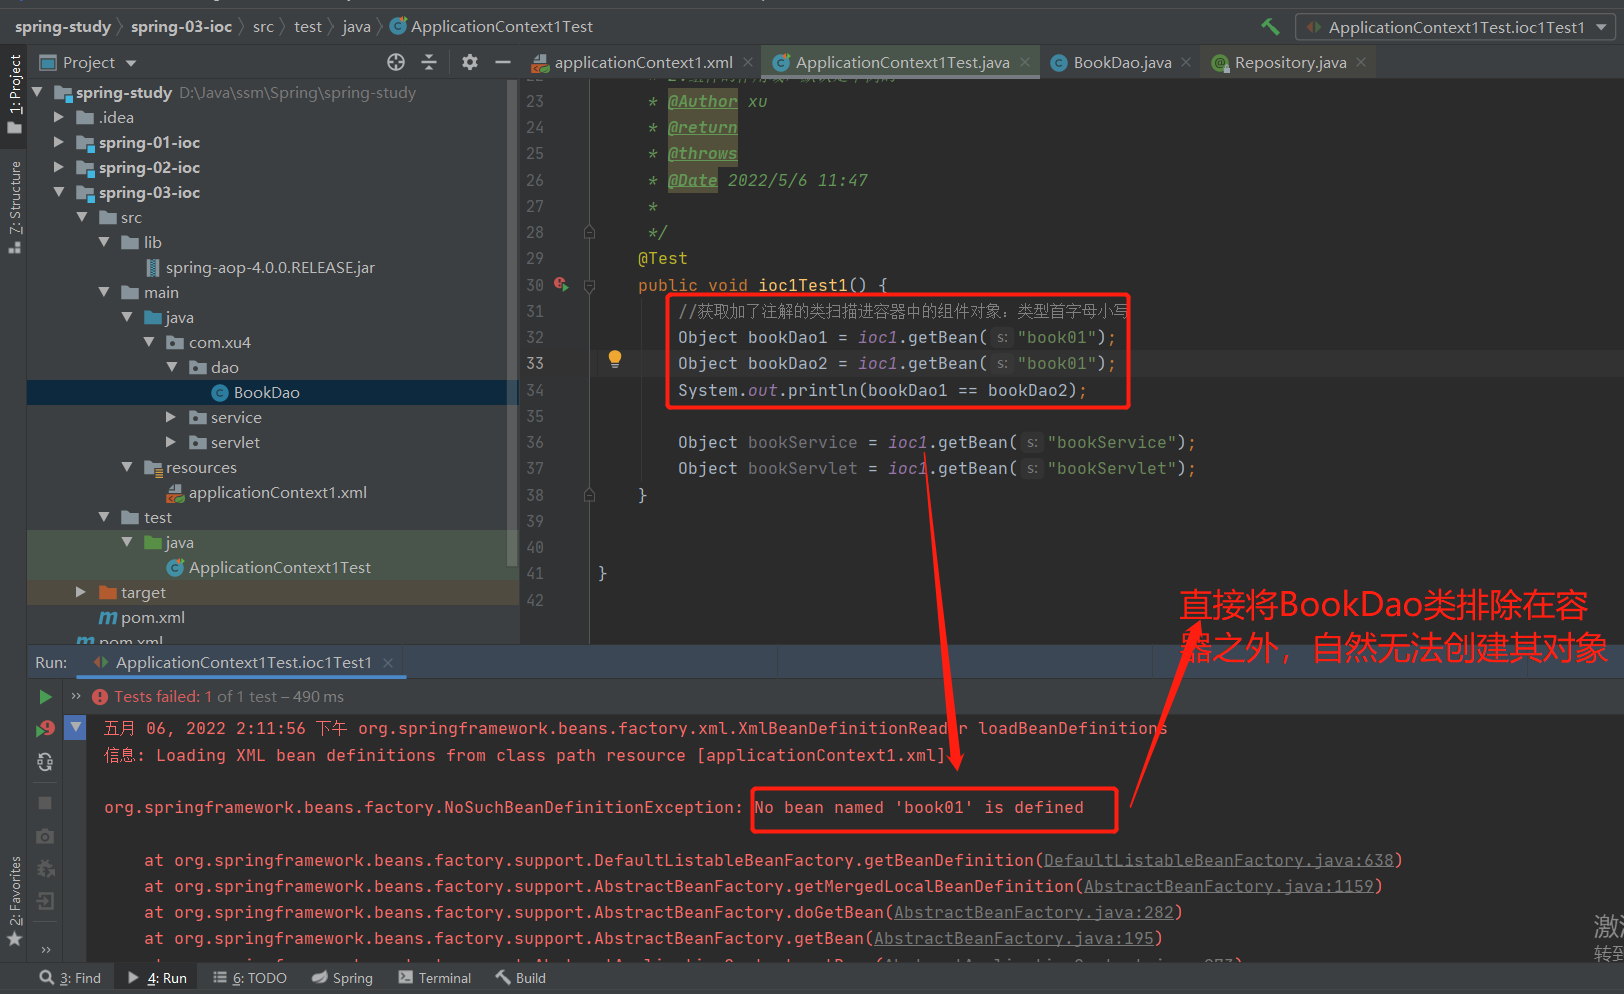 spring-study 〉 spring-03-ioc 〉 src 〉 test 〉 java 〉 ApplicationContext1Test
ApplicationContext1Test.ioc1Test1
1: Project
7: Structure
2: Favorites
Project
applicationContext1.xml
ApplicationContext1Test.java
BookDao.java
Repository.java
spring-study D:\Java\ssm\Spring\spring-study
.idea
spring-01-ioc
spring-02-ioc
spring-03-ioc
src
lib
spring-aop-4.0.0.RELEASE.jar
main
java
com.xu4
dao
BookDao
service
servlet
resources
applicationContext1.xml
test
java
ApplicationContext1Test
target
pom.xml
pom.xml
23 * @Author xu
24 * @return
25 * @throws
26 * @Date 2022/5/6 11:47
27 *
28 */
29 @Test
30 public void ioc1Test1() {
31 //获取加了注解的类扫描进容器中的组件对象：类型首字母小写
32 Object bookDao1 = ioc1.getBean( s: "book01");
33 Object bookDao2 = ioc1.getBean( s: "book01");
34 System.out.println(bookDao1 == bookDao2);
35
36 Object bookService = ioc1.getBean( s: "bookService");
37 Object bookServlet = ioc1.getBean( s: "bookServlet");
38 }
39
40
41 }
42
直接将BookDao类排除在容
器之外，自然无法创建其对象
Run: ApplicationContext1Test.ioc1Test1
Tests failed: 1 of 1 test – 490 ms
五月 06, 2022 2:11:56 下午 org.springframework.beans.factory.xml.XmlBeanDefinitionReader loadBeanDefinitions
信息: Loading XML bean definitions from class path resource [applicationContext1.xml]
org.springframework.beans.factory.NoSuchBeanDefinitionException: No bean named 'book01' is defined
at org.springframework.beans.factory.support.DefaultListableBeanFactory.getBeanDefinition(DefaultListableBeanFactory.java:638)
at org.springframework.beans.factory.support.AbstractBeanFactory.getMergedLocalBeanDefinition(AbstractBeanFactory.java:1159)
at org.springframework.beans.factory.support.AbstractBeanFactory.doGetBean(AbstractBeanFactory.java:282)
at org.springframework.beans.factory.support.AbstractBeanFactory.getBean(AbstractBeanFactory.java:195)
激
转到
3: Find
4: Run
6: TODO
Spring
Terminal
Build